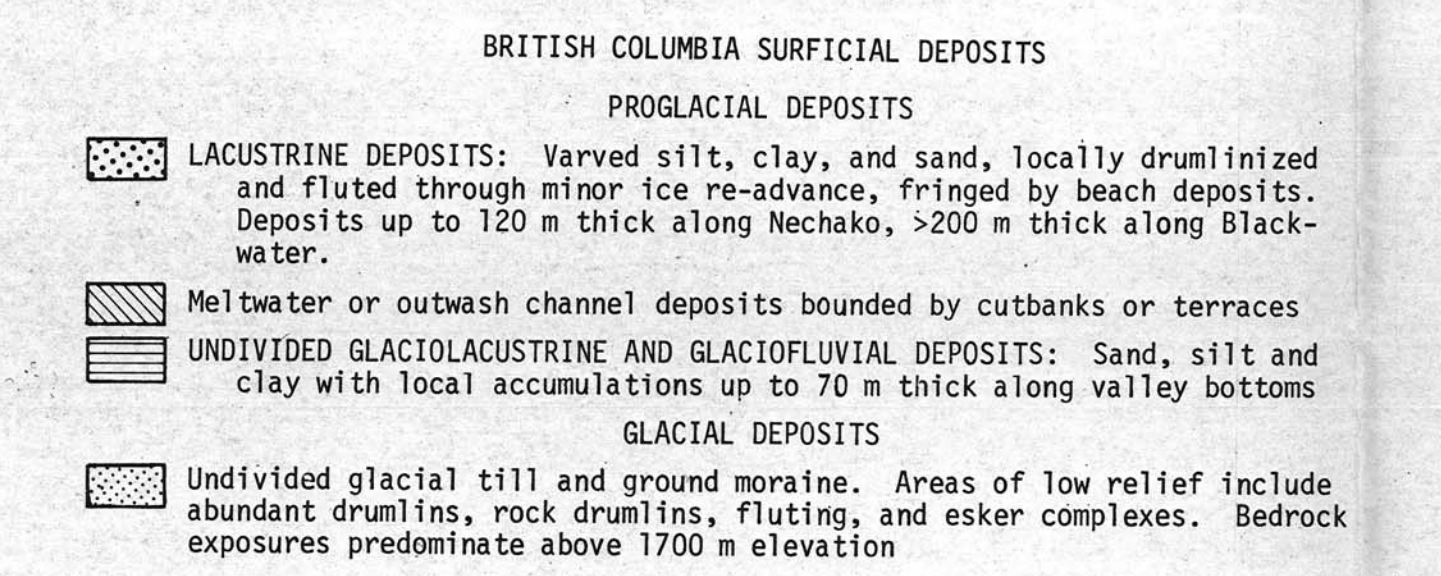 BRITISH COLUMBIA SURFICIAL DEPOSITS
PROGLACIAL DEPOSITS
LACUSTRINE DEPOSITS: Varved silt, clay, and sand, locally drumlinized
and fluted through minor ice re-advance, fringed by beach deposits.
Deposits up to 120 m thick along Nechako, >200 m thick along Black-
water.
Meltwater or outwash channel deposits bounded by cutbanks or terraces
UNDIVIDED GLACIOLACUSTRINE AND GLACIOFLUVIAL DEPOSITS: Sand, silt and
clay with local accumulations up to 70 m thick along valley bottoms
GLACIAL DEPOSITS
Undivided glacial till and ground moraine. Areas of low relief include
abundant drumlins, rock drumlins, fluting, and esker complexes. Bedrock
exposures predominate above 1700 m elevation